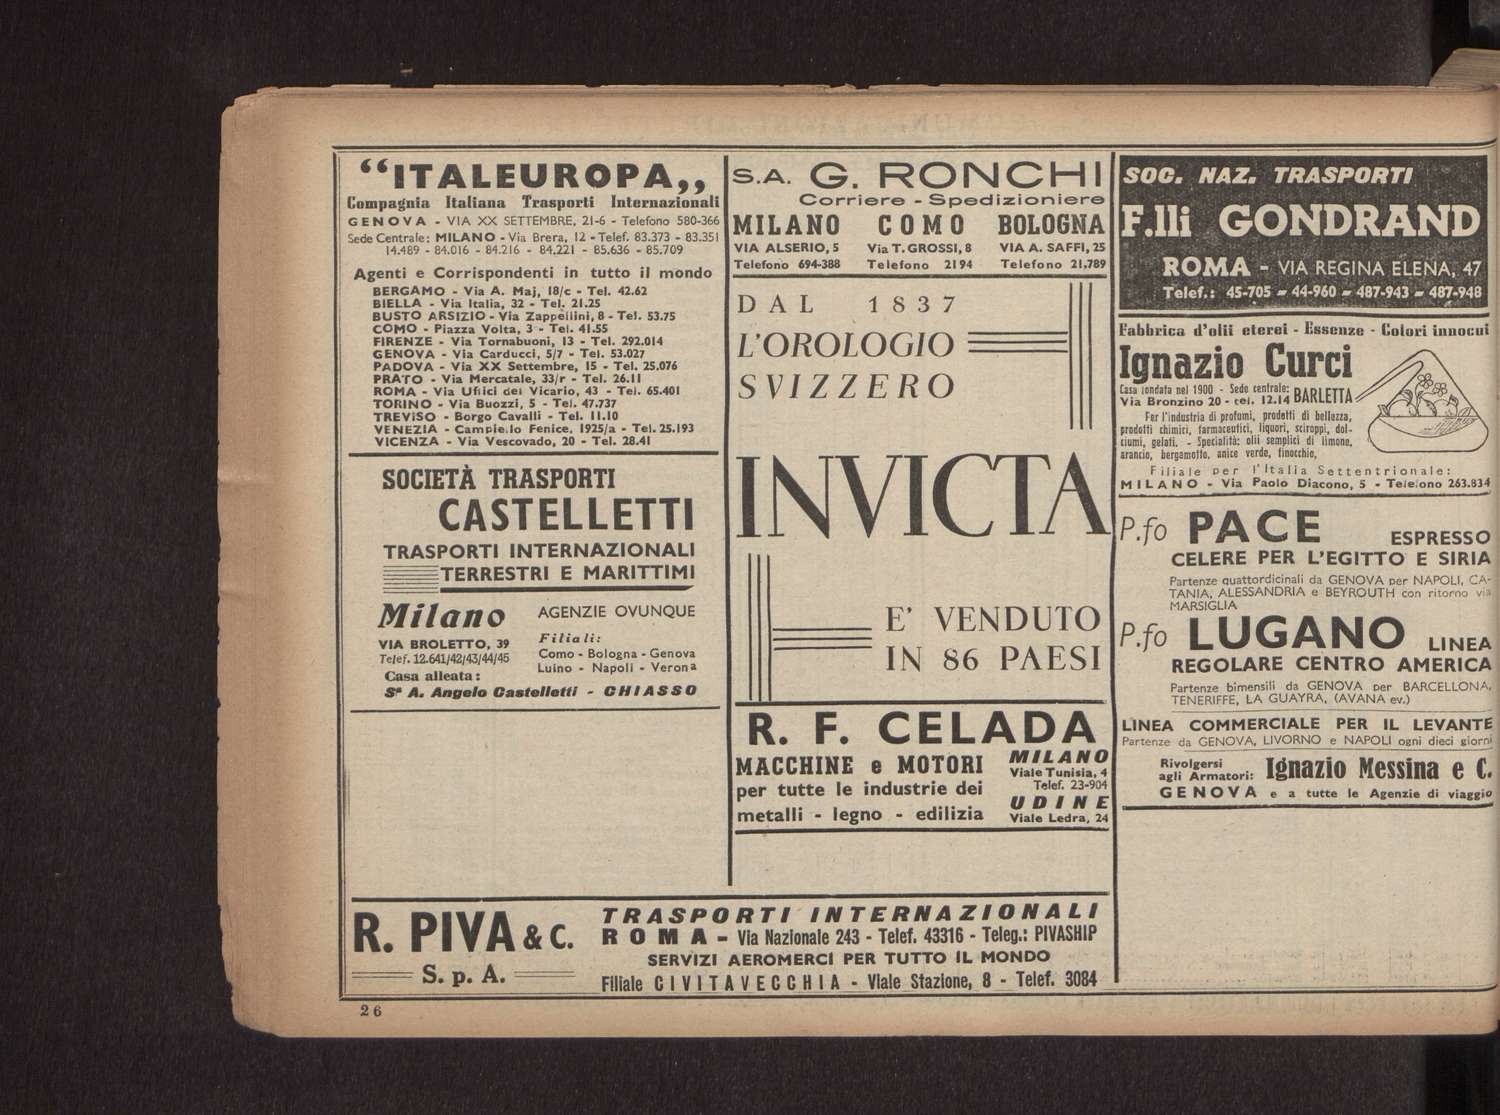 “ITALEUROPA„
Compagnia Italiana Trasporti Internazionali
GENOVA - VIA XX SETTEMBRE, 21-6 - Telefono 580-366
Sede Centrale: MILANO - Via Brera, 12 - Telef. 83.373 - 83.351
14.489 - 84.016 - 84.216 - 84.221 - 85.636 - 85.709
Agenti e Corrispondenti in tutto il mondo
BERGAMO - Via A. Maj, 18/c - Tel. 42.62
BIELLA - Via Italia, 32 - Tel. 21.25
BUSTO ARSIZIO - Via Zappellini, 8 - Tel. 53.75
COMO - Piazza Volta, 3 - Tel. 41.55
FIRENZE - Via Tornabuoni, 13 - Tel. 292.014
GENOVA - Via Carducci, 5/7 - Tel. 53.027
PADOVA - Via XX Settembre, 15 - Tel. 25.076
PRATO - Via Mercatale, 33/r - Tel. 26.11
ROMA - Via Uffici del Vicario, 43 - Tel. 65.401
TORINO - Via Buozzi, 5 - Tel. 47.737
TREVISO - Borgo Cavalli - Tel. 11.10
VENEZIA - Campiello Fenice, 1925/a - Tel. 25.193
VICENZA - Via Vescovado, 20 - Tel. 28.41
SOCIETÀ TRASPORTI
CASTELLETTI
TRASPORTI INTERNAZIONALI
TERRESTRI E MARITTIMI
Milano AGENZIE OVUNQUE
VIA BROLETTO, 39
Telef. 12.641/42/43/44/45
Filiali:
Como - Bologna - Genova
Luino - Napoli - Verona
Casa alleata:
Sa A. Angelo Castelletti - CHIASSO
S.A. G. RONCHI
Corriere - Spedizioniere
MILANO COMO BOLOGNA
VIA ALSERIO, 5 Via T. GROSSI, 8 VIA A. SAFFI, 25
Telefono 694-388 Telefono 2194 Telefono 21.789
DAL 1837
L'OROLOGIO
SVIZZERO
INVICTA
E' VENDUTO
IN 86 PAESI
R. F. CELADA
MACCHINE e MOTORI
per tutte le industrie dei
metalli - legno - edilizia
MILANO
Viale Tunisia, 4
Telef. 23-904
UDINE
Viale Ledra, 24
SOC. NAZ. TRASPORTI
F.lli GONDRAND
ROMA - VIA REGINA ELENA, 47
Telef.: 45-705 - 44-960 - 487-943 - 487-948
Fabbrica d'olii eterei - Essenze - Colori innocui
Ignazio Curci
Casa fondata nel 1900 - Sede centrale: BARLETTA
Via Bronzino 20 - tel. 12.14
Per l'industria di profumi, prodotti di bellezza,
prodotti chimici, farmaceutici, liquori, sciroppi, dol-
ciumi, gelati. - Specialità: olii semplici di limone,
arancio, bergamotto, anice verde, finocchio,
Filiale per l'Italia Settentrionale:
MILANO - Via Paolo Diacono, 5 - Telefono 263.834
P.fo PACE ESPRESSO
CELERE PER L'EGITTO E SIRIA
Partenze quattordicinali da GENOVA per NAPOLI, CA-
TANIA, ALESSANDRIA e BEYROUTH con ritorno via
MARSIGLIA
P.fo LUGANO LINEA
REGOLARE CENTRO AMERICA
Partenze bimensili da GENOVA per BARCELLONA,
TENERIFFE, LA GUAYRA, (AVANA ev.)
LINEA COMMERCIALE PER IL LEVANTE
Partenze da GENOVA, LIVORNO e NAPOLI ogni dieci giorni
Rivolgersi
agli Armatori: Ignazio Messina e C.
GENOVA e a tutte le Agenzie di viaggio
R. PIVA & C.
S. p. A.
TRASPORTI INTERNAZIONALI
ROMA - Via Nazionale 243 - Telef. 43316 - Teleg.: PIVASHIP
SERVIZI AEROMERCI PER TUTTO IL MONDO
Filiale CIVITAVECCHIA - Viale Stazione, 8 - Telef. 3084
26